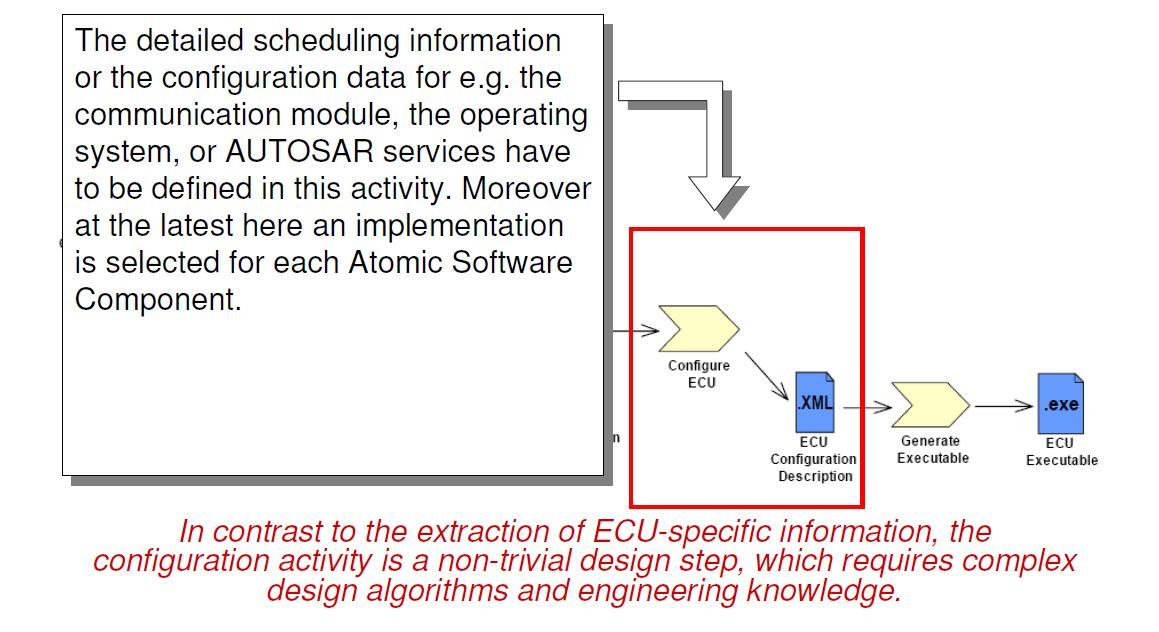 The detailed scheduling information
or the configuration data for e.g. the
communication module, the operating
system, or AUTOSAR services have
to be defined in this activity. Moreover
at the latest here an implementation
is selected for each Atomic Software
Component.
Configure
ECU
.XML
ECU
Configuration
Description
Generate
Executable
.exe
ECU
Executable
In contrast to the extraction of ECU-specific information, the
configuration activity is a non-trivial design step, which requires complex
design algorithms and engineering knowledge.